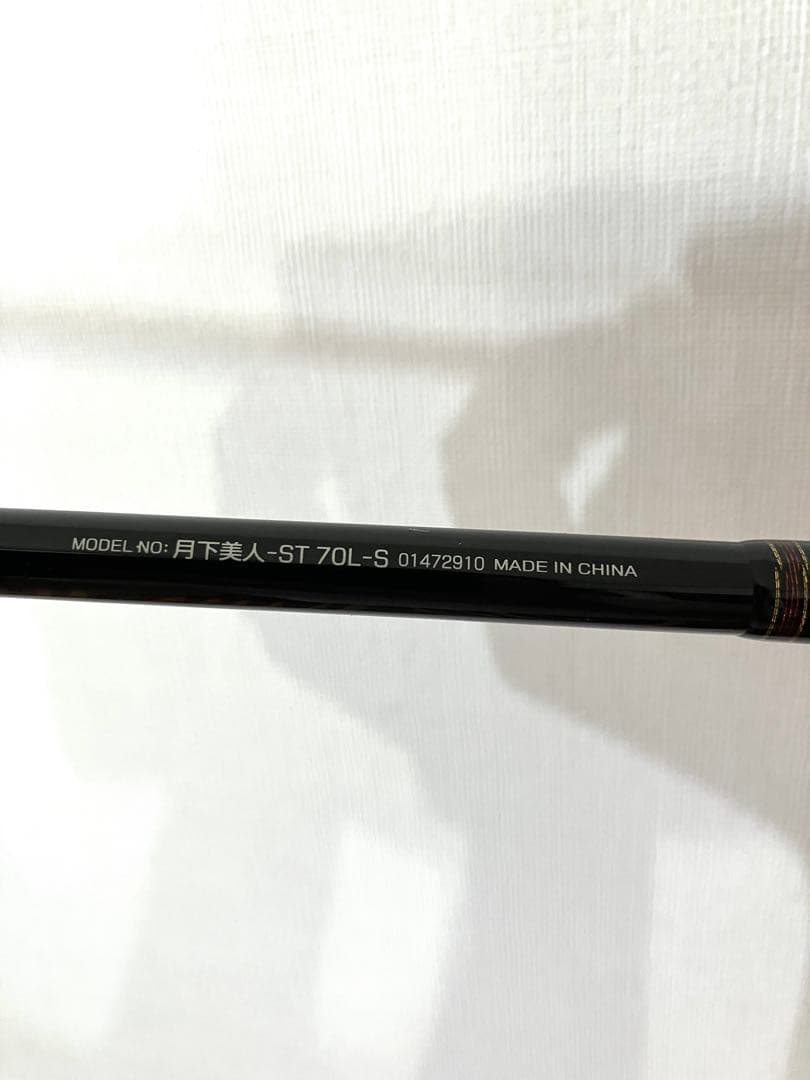 MODEL NO: 月下美人-ST 70L-S 01472910 MADE IN CHINA